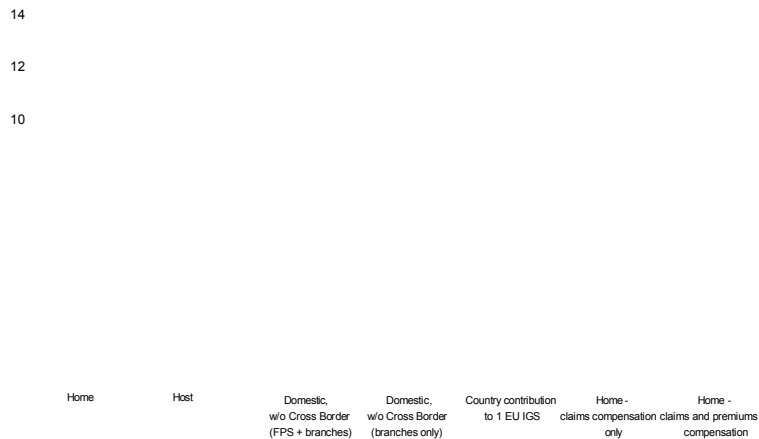 14
12
10
Home
Host
Domestic,
w/o Cross Border
(FPS + branches)
Domestic,
w/o Cross Border
(branches only)
Country contribution
to 1 EU IGS
Home -
claims compensation
only
Home -
claims and premiums
compensation